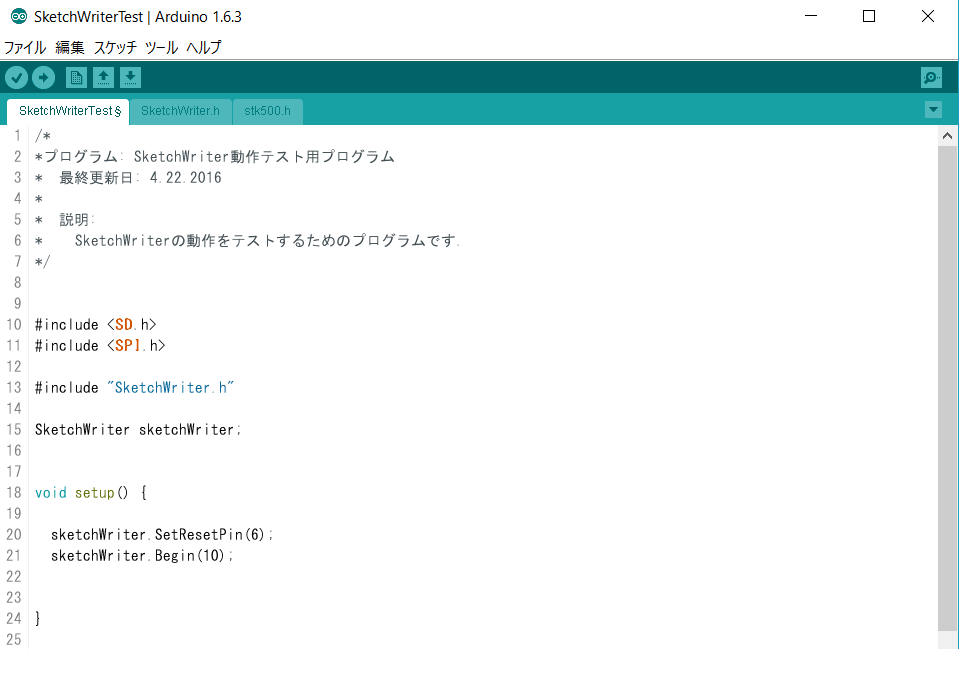 SketchWriterTest | Arduino 1.6.3
ファイル 編集 スケッチ ツール ヘルプ
SketchWriterTest § SketchWriter.h stk500.h
1 /*
2 *プログラム: SketchWriter動作テスト用プログラム
3 *  最終更新日: 4.22.2016
4 *
5 *  説明:
6 *    SketchWriterの動作をテストするためのプログラムです.
7 */
8
9
10 #include <SD.h>
11 #include <SPI.h>
12
13 #include "SketchWriter.h"
14
15 SketchWriter sketchWriter;
16
17
18 void setup() {
19
20   sketchWriter.SetResetPin(6);
21   sketchWriter.Begin(10);
22
23
24 }
25